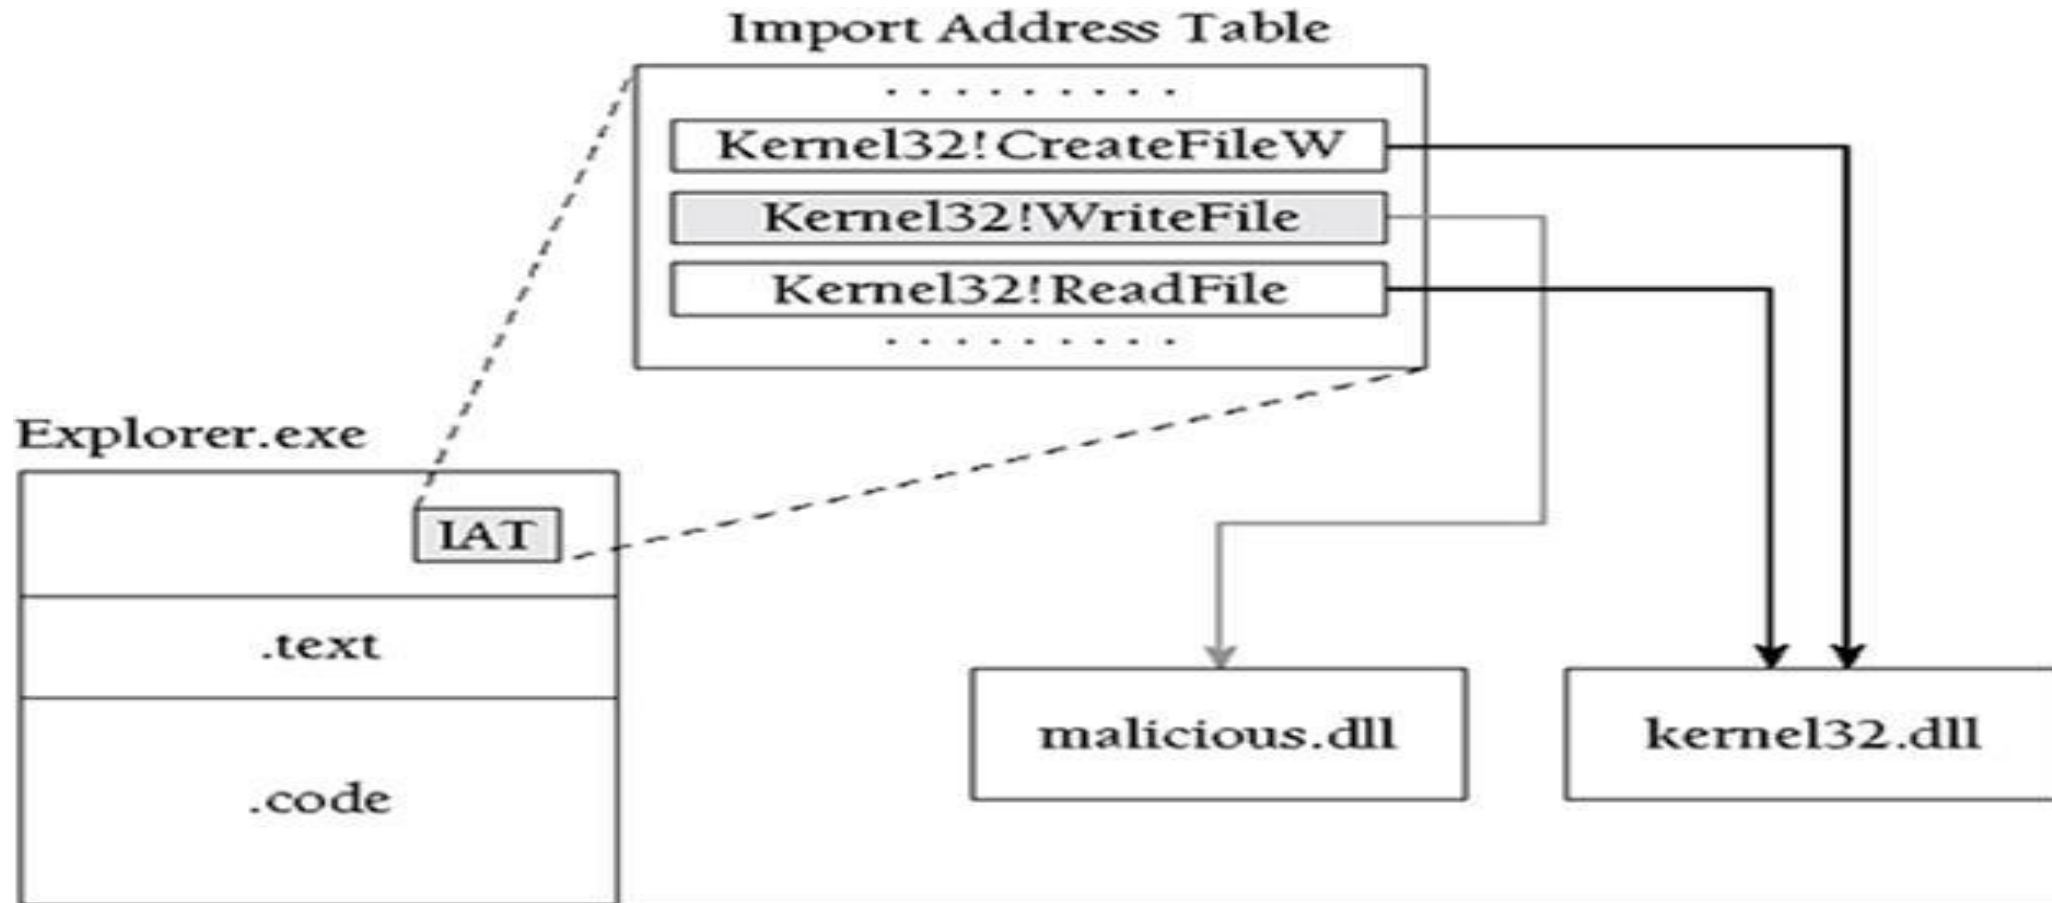 Import Address Table
. . . . . . . . .
Kernel32!CreateFileW
Kernel32!WriteFile
Kernel32!ReadFile
. . . . . . . . .
Explorer.exe
IAT
.text
.code
malicious.dll
kernel32.dll